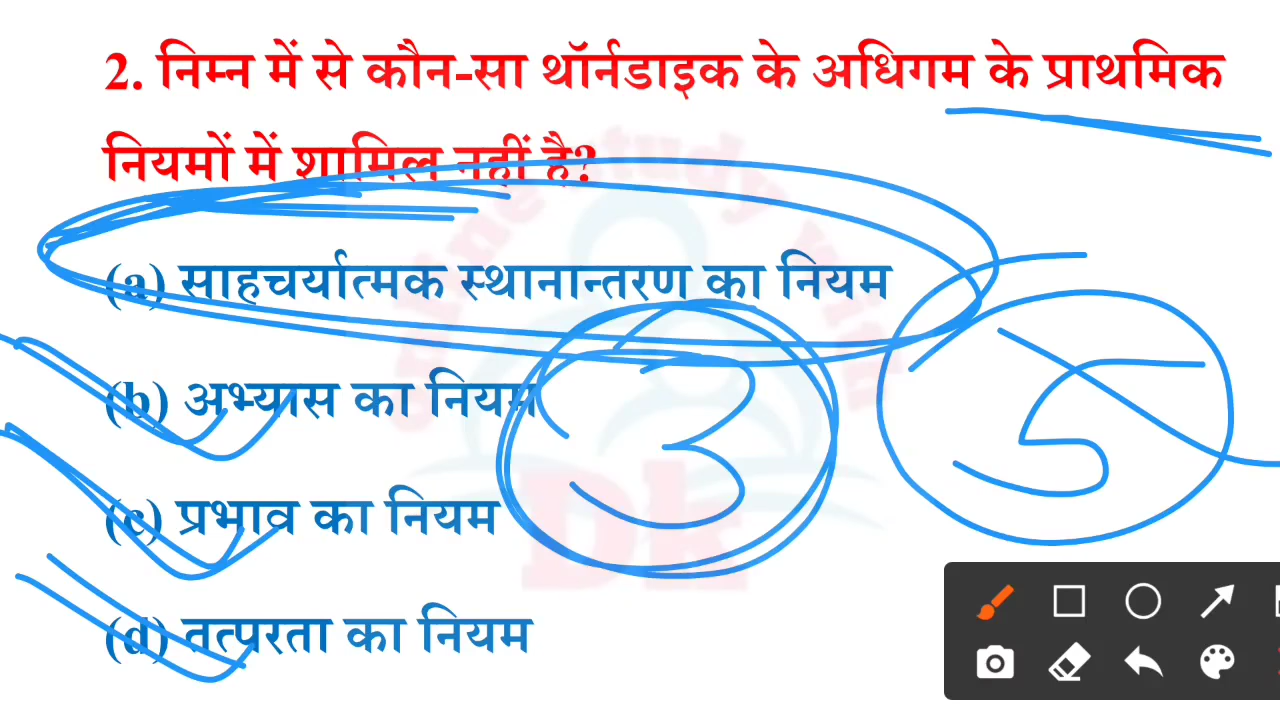 2. निम्न में से कौन-सा थॉर्नडाइक के अधिगम के प्राथमिक
नियमों में शामिल नहीं है?
(a) साहचर्यात्मक स्थानान्तरण का नियम
(b) अभ्यास का नियम
(c) प्रभाव का नियम
(d) तत्परता का नियम
3
5
Dk